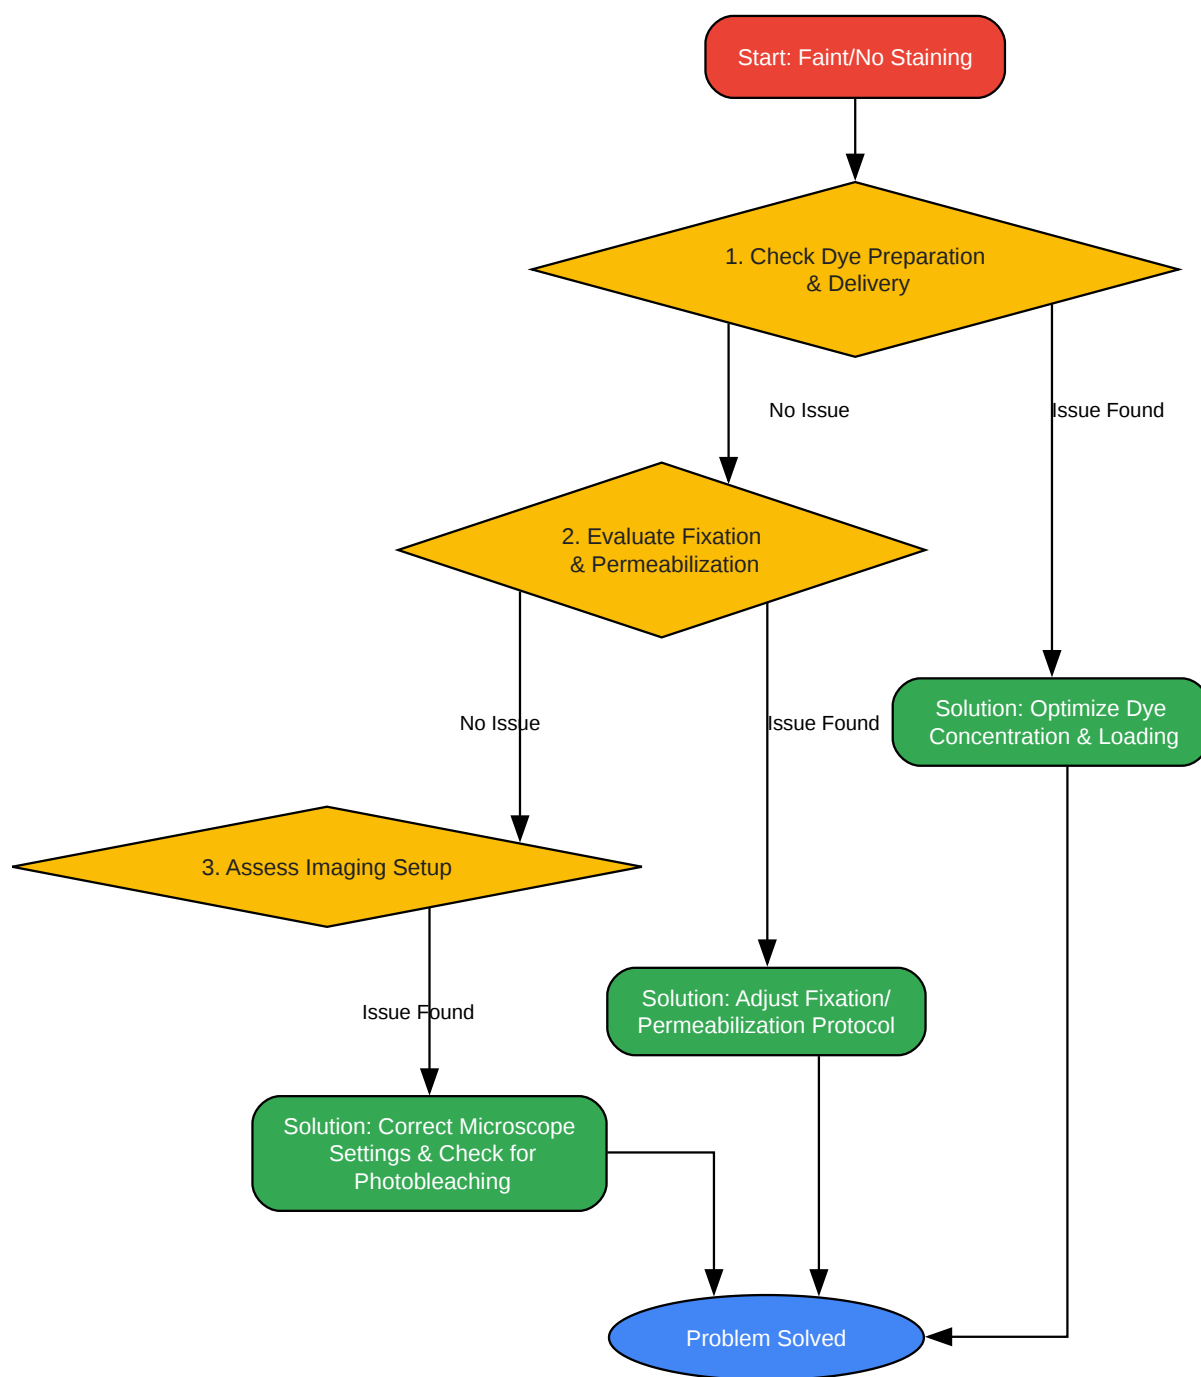 Start: Faint/No Staining
1. Check Dye Preparation
& Delivery
No Issue
Issue Found
2. Evaluate Fixation
& Permeabilization
No Issue
Issue Found
Solution: Optimize Dye
Concentration & Loading
3. Assess Imaging Setup
Issue Found
Solution: Adjust Fixation/
Permeabilization Protocol
Solution: Correct Microscope
Settings & Check for
Photobleaching
Problem Solved